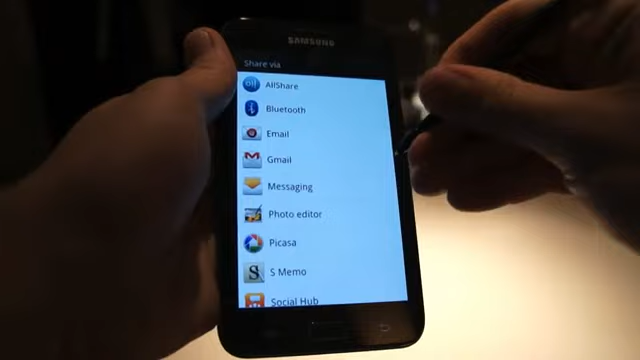 SAMSUNG
Share via
AllShare
Bluetooth
Email
Gmail
Messaging
Photo editor
Picasa
S Memo
Social Hub